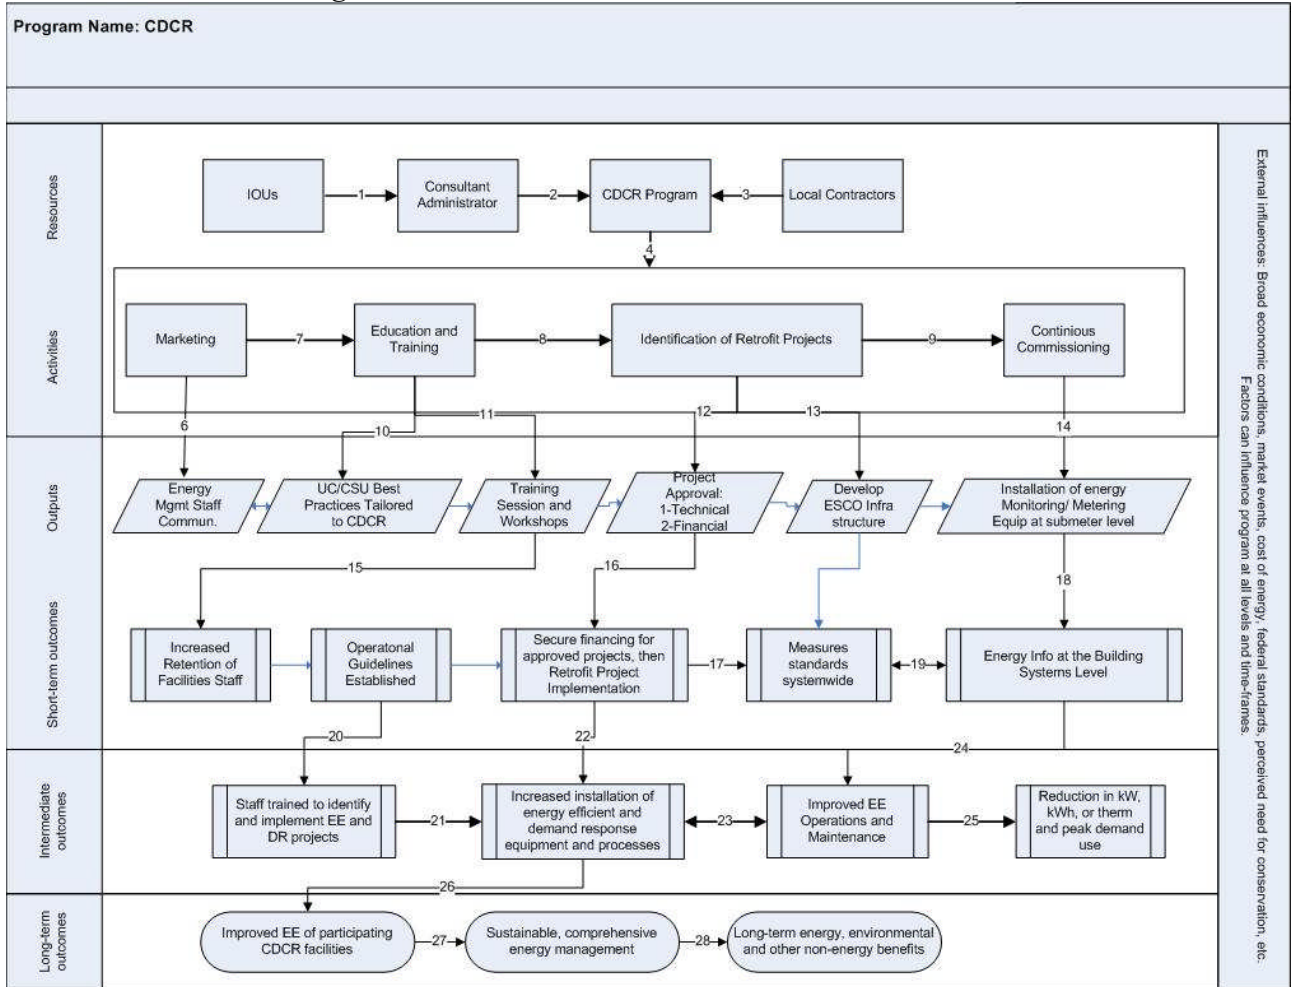 Program Name: CDCR
Resources
IOUs
1
Consultant
Administrator
2
CDCR Program
3
Local Contractors
4
Activities
Marketing
7
Education and
Training
8
Identification of Retrofit Projects
9
Continious
Commissioning
6
10
11
12
13
14
Outputs
Energy
Mgmt Staff
Commun.
UC/CSU Best
Practices Tailored
to CDCR
Training
Session and
Workshops
Project
Approval:
1-Technical
2-Financial
Develop
ESCO Infra
structure
Installation of energy
Monitoring/ Metering
Equip at submeter level
15
16
18
Short-term outcomes
Increased
Retention of
Facilities Staff
Operatonal
Guidelines
Established
Secure financing for
approved projects, then
Retrofit Project
Implementation
17
Measures
standards
systemwide
19
Energy Info at the Building
Systems Level
20
22
24
Intermediate
outcomes
Staff trained to identify
and implement EE and
DR projects
21
Increased installation of
energy efficient and
demand response
equipment and processes
23
Improved EE
Operations and
Maintenance
25
Reduction in kW,
kWh, or therm
and peak demand
use
26
Long-term
outcomes
Improved EE of participating
CDCR facilities
27
Sustainable, comprehensive
energy management
28
Long-term energy, environmental
and other non-energy benefits
External influences: Broad economic conditions, market events, cost of energy, federal standards, perceived need for conservation, etc.
Factors can influence program at all levels and time-frames.